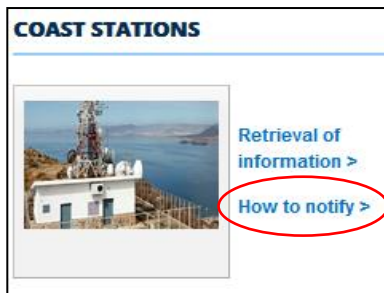 COAST STATIONS
Retrieval of
information >
How to notify >